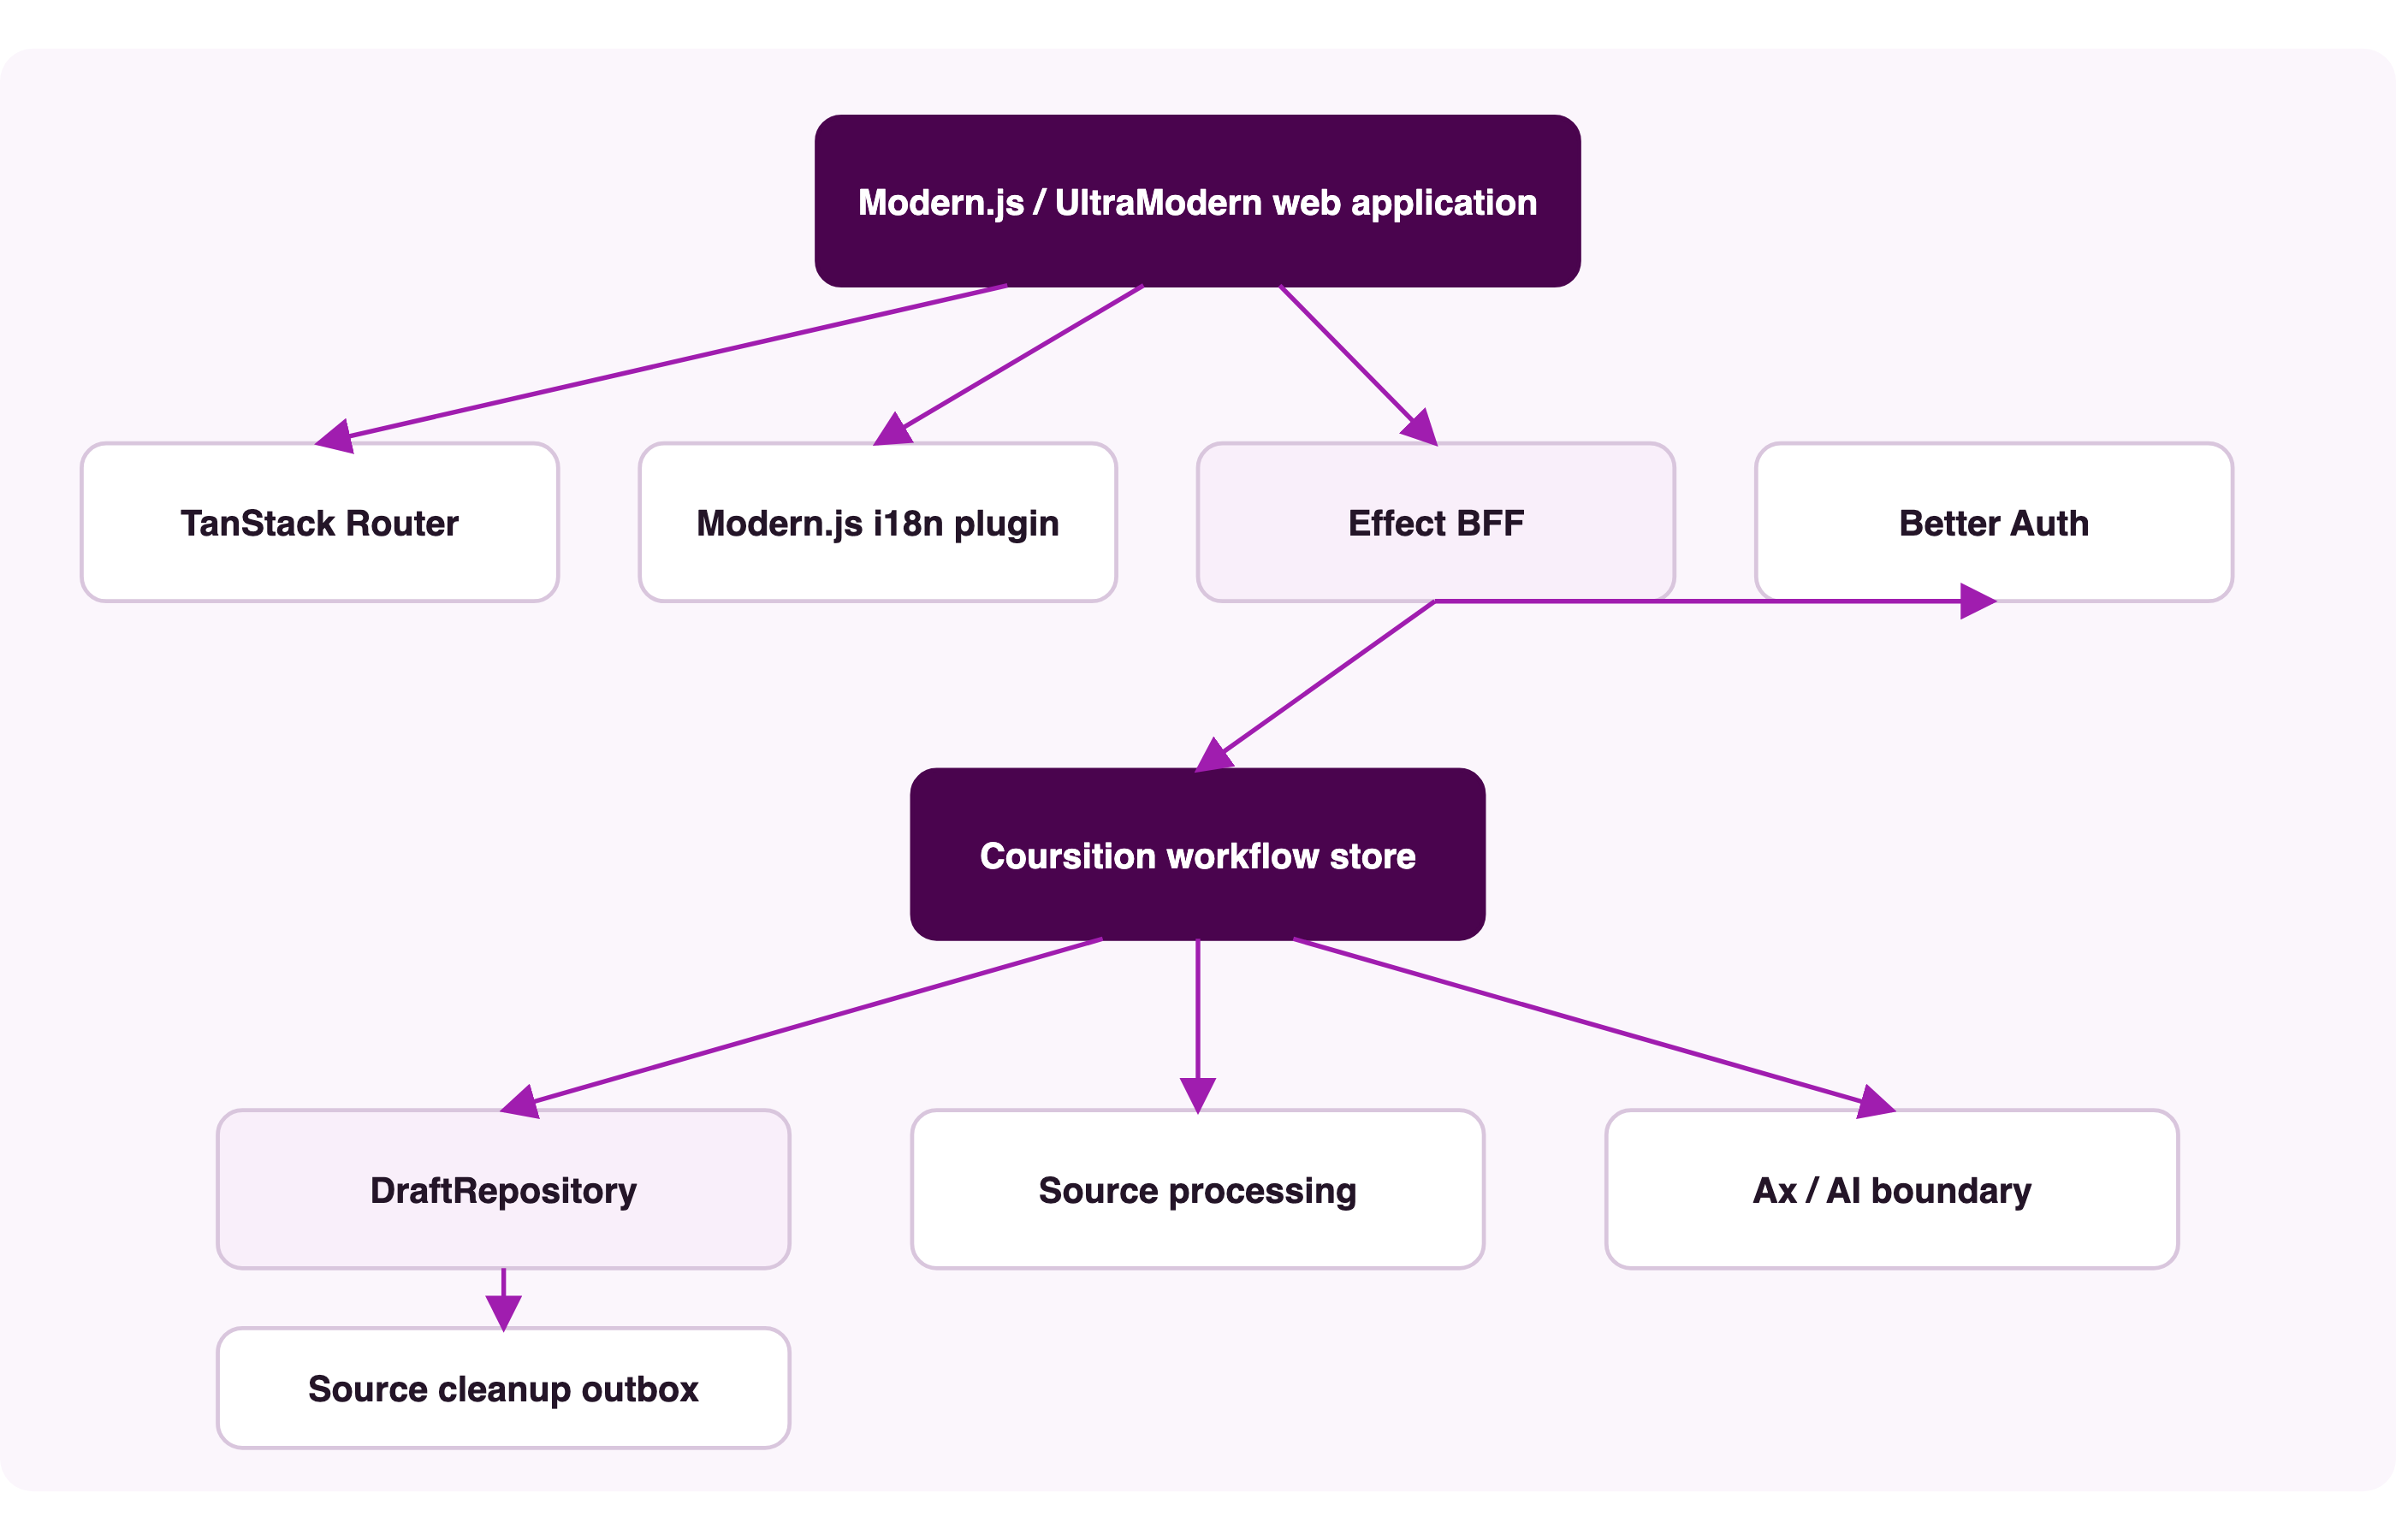 Modern.js / UltraModern web application
TanStack Router
Modern.js i18n plugin
Effect BFF
Better Auth
Coursition workflow store
DraftRepository
Source processing
Ax / AI boundary
Source cleanup outbox